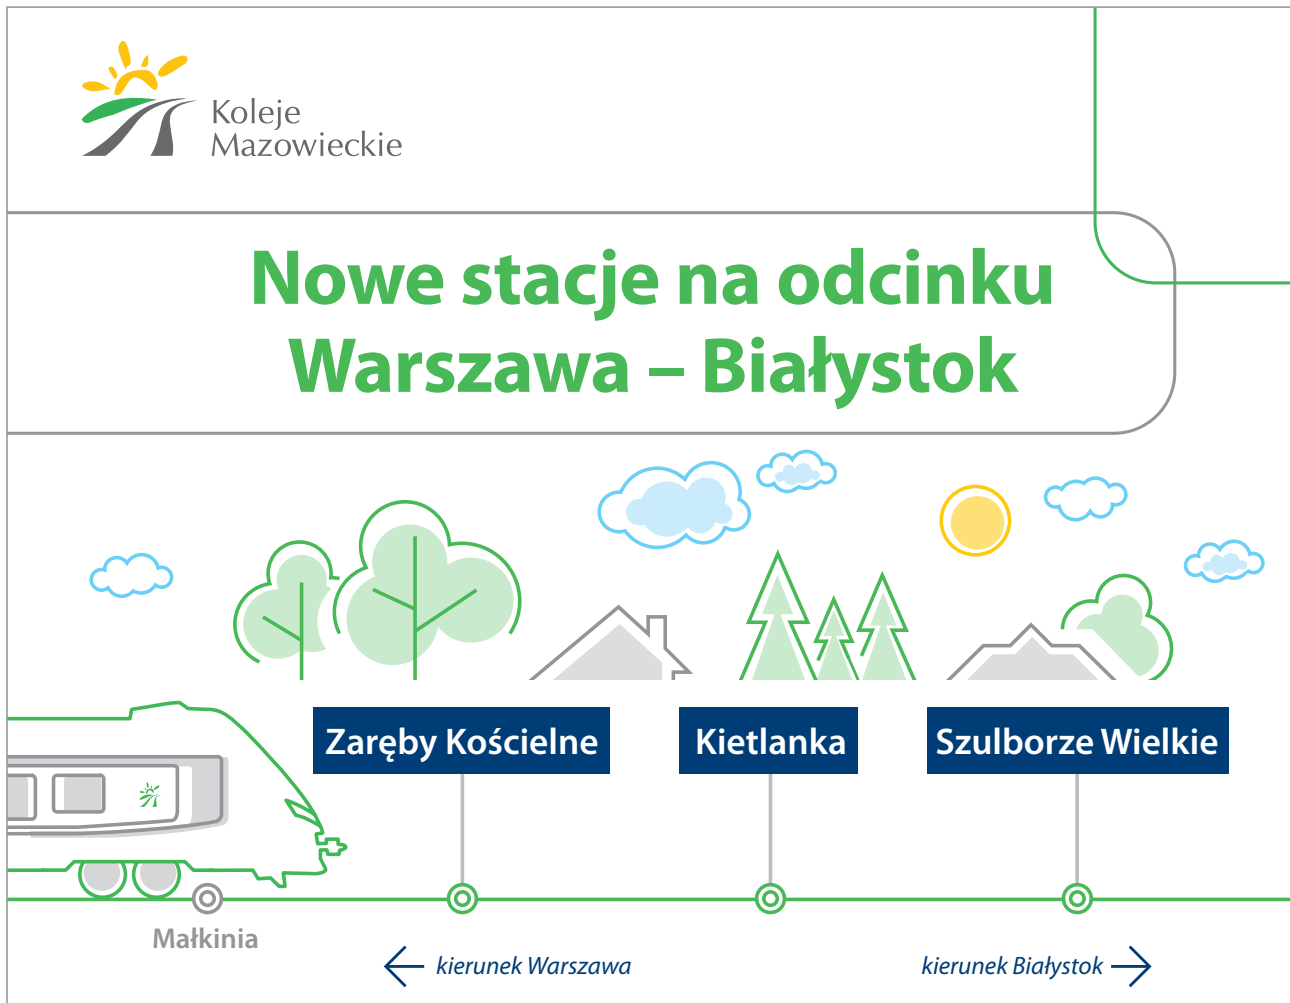 Koleje
Mazowieckie
Nowe stacje na odcinku
Warszawa – Białystok
Zaręby Kościelne
Kietlanka
Szulborze Wielkie
Małkinia
kierunek Warszawa
kierunek Białystok